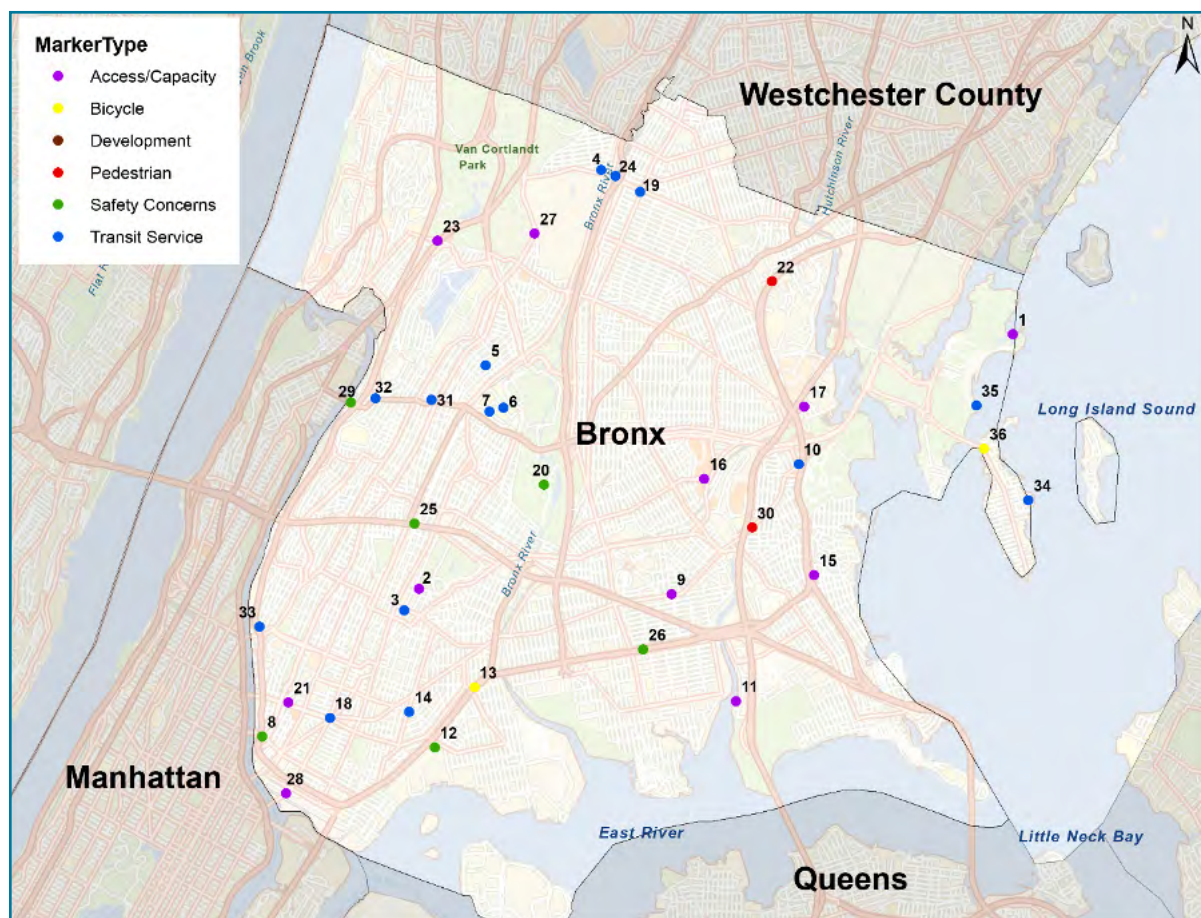 N
MarkerType
Access/Capacity
Bicycle
Development
Pedestrian
Safety Concerns
Transit Service
Brook
Westchester County
Van Cortlandt
Park
Bronx River
Hutchinson River
4
24
19
23
27
22
1
5
29
32
31
7
6
17
35
Long Island Sound
Bronx
36
10
16
20
34
25
30
Bronx River
15
2
9
3
33
26
13
21
18
14
11
8
12
Manhattan
28
East River
Little Neck Bay
Queens